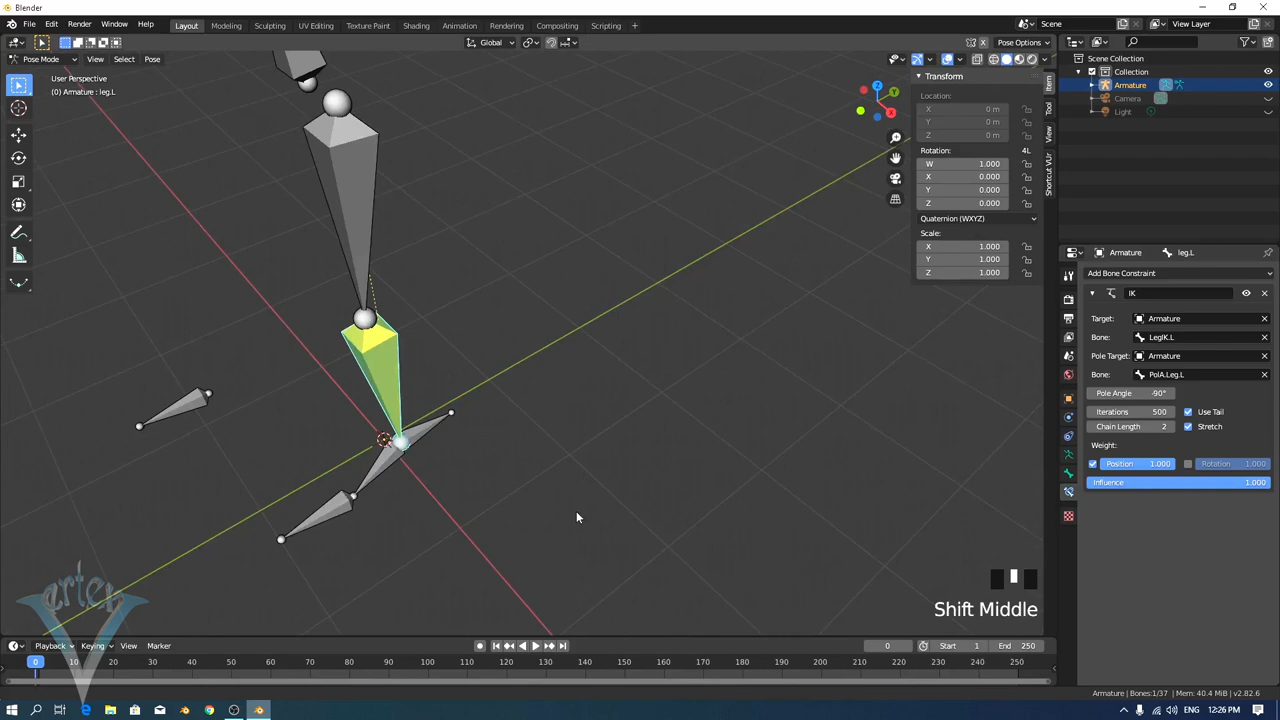 Blender
File Edit Render Window Help
Layout Modeling Sculpting UV Editing Texture Paint Shading Animation Rendering Compositing Scripting +
Scene View Layer
Global Pose Options
Pose Mode View Select Pose
User Perspective
(0) Armature : leg.L
Z Y X
Transform
Location:
X 0 m
Y 0 m
Z 0 m
Rotation: 4L
W 1.000
X 0.000
Y 0.000
Z 0.000
Quaternion (WXYZ)
Scale:
X 1.000
Y 1.000
Z 1.000
Item
Tool
View
Shortcut VUr
Scene Collection
Collection
Armature
Camera
Light
Armature leg.L
Add Bone Constraint
IK
Target: Armature
Bone: LegIK.L
Pole Target: Armature
Bone: PolA.Leg.L
Pole Angle -90°
Iterations 500 Use Tail
Chain Length 2 Stretch
Weight:
Position 1.000 Rotation 1.000
Influence 1.000
Shift Middle
Vertex
Playback Keying View Marker
0 Start 1 End 250
0 10 20 30 40 50 60 70 80 90 100 110 120 130 140 150 160 170 180 190 200 210 220 230 240 250
Armature | Bones:1/37 | Mem: 40.4 MiB | v2.82.6
12:26 PM